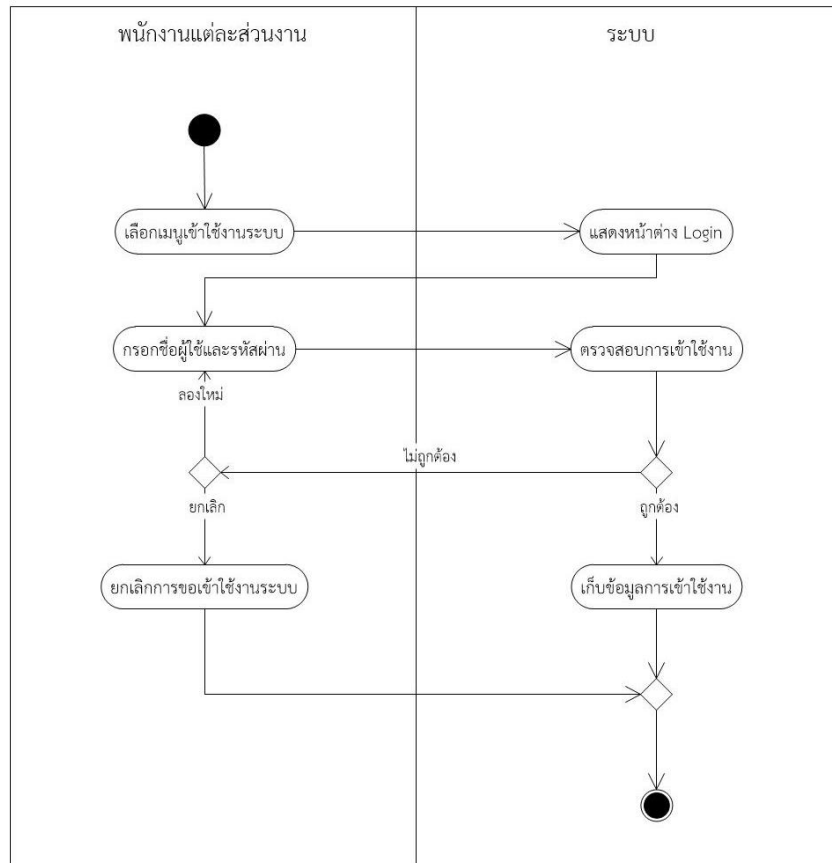 พนักงานแต่ละส่วนงาน
ระบบ
เลือกเมนูเข้าใช้งานระบบ
แสดงหน้าต่าง Login
กรอกชื่อผู้ใช้และรหัสผ่าน
ตรวจสอบการเข้าใช้งาน
ลองใหม่
ไม่ถูกต้อง
ยกเลิก
ถูกต้อง
ยกเลิกการขอเข้าใช้งานระบบ
เก็บข้อมูลการเข้าใช้งาน